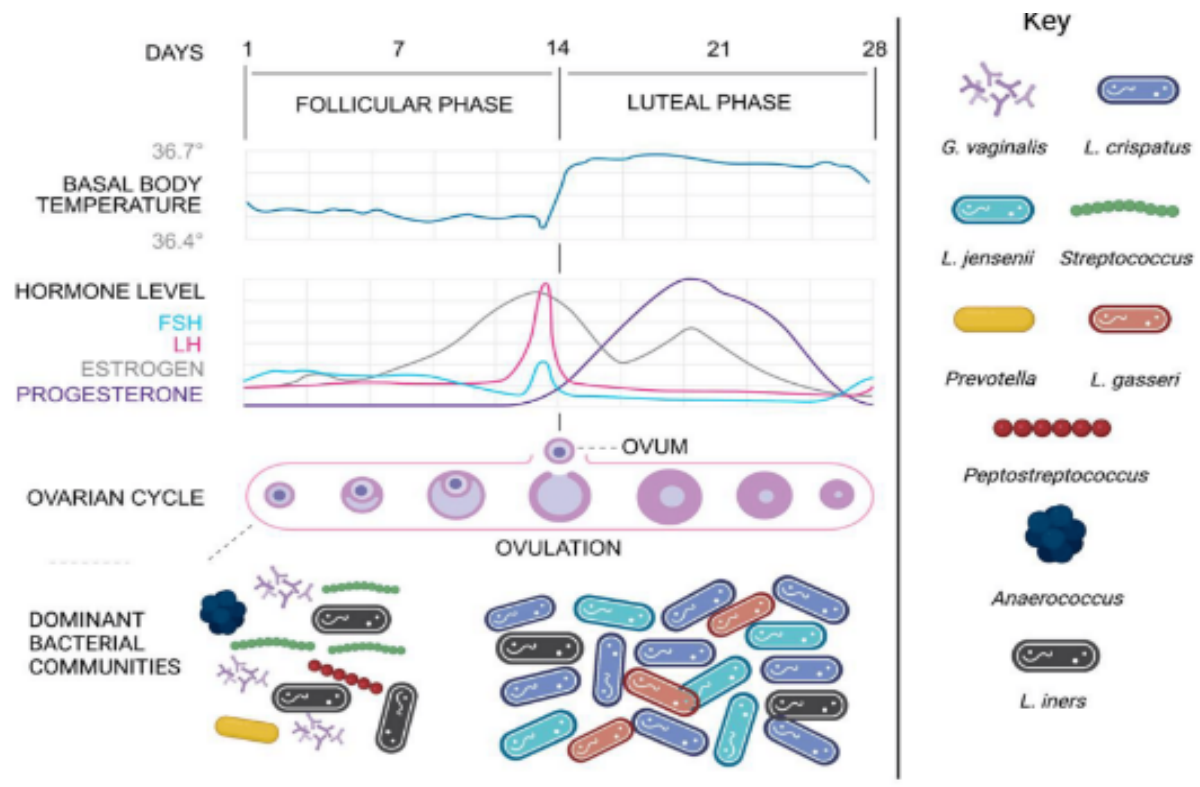 DAYS 1 7 14 21 28
FOLLICULAR PHASE LUTEAL PHASE
36.7°
BASAL BODY
TEMPERATURE
36.4°
HORMONE LEVEL
FSH
LH
ESTROGEN
PROGESTERONE
OVUM
OVARIAN CYCLE
OVULATION
DOMINANT
BACTERIAL
COMMUNITIES
Key
G. vaginalis L. crispatus
L. jensenii Streptococcus
Prevotella L. gasseri
Peptostreptococcus
Anaerococcus
L. iners